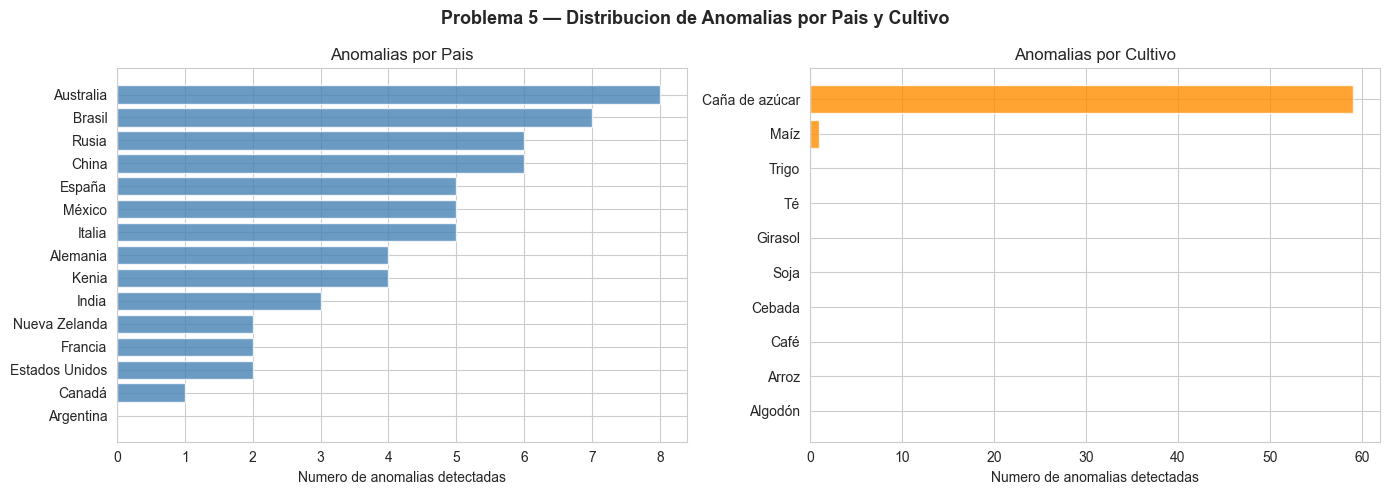 Problema 5 — Distribucion de Anomalias por Pais y Cultivo
Anomalias por Pais
Australia
Brasil
Rusia
China
España
México
Italia
Alemania
Kenia
India
Nueva Zelanda
Francia
Estados Unidos
Canadá
Argentina
0 1 2 3 4 5 6 7 8
Numero de anomalias detectadas
Anomalias por Cultivo
Caña de azúcar
Maíz
Trigo
Té
Girasol
Soja
Cebada
Café
Arroz
Algodón
0 10 20 30 40 50 60
Numero de anomalias detectadas